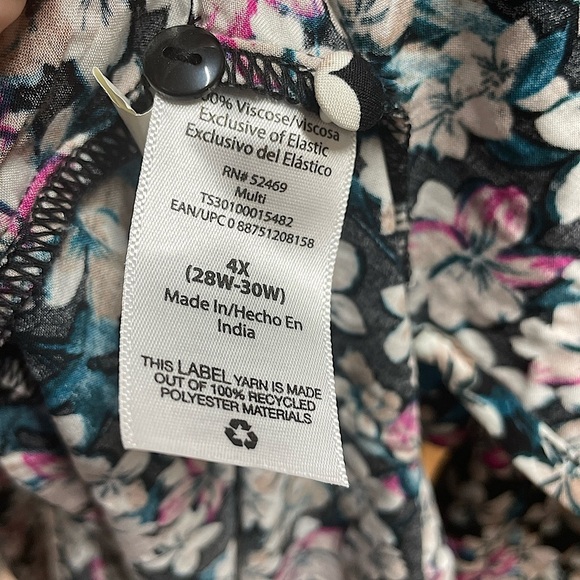 00% Viscose/viscosa
Exclusive of Elastic
Exclusivo del Elástico
RN# 52469
Multi
TS30100015482
EAN/UPC 0 88751208158
4X
(28W-30W)
Made In/Hecho En
India
THIS LABEL YARN IS MADE
OUT OF 100% RECYCLED
POLYESTER MATERIALS